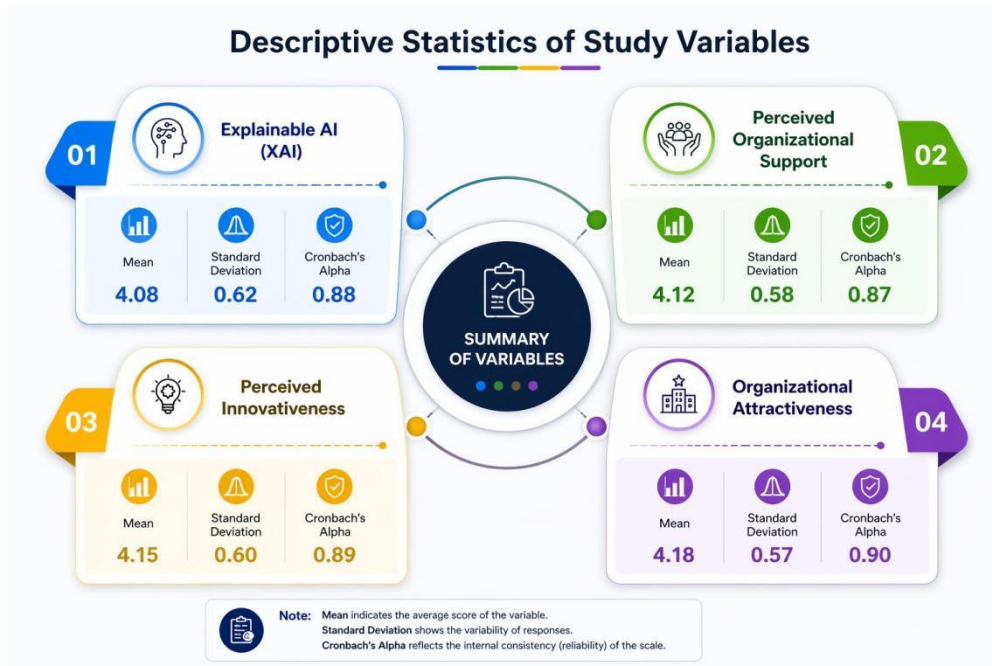 Descriptive Statistics of Study Variables
01
Explainable AI
(XAI)
Mean
Standard
Deviation
Cronbach's
Alpha
4.08
0.62
0.88
02
Perceived
Organizational
Support
Mean
Standard
Deviation
Cronbach's
Alpha
4.12
0.58
0.87
SUMMARY
OF VARIABLES
03
Perceived
Innovativeness
Mean
Standard
Deviation
Cronbach's
Alpha
4.15
0.60
0.89
04
Organizational
Attractiveness
Mean
Standard
Deviation
Cronbach's
Alpha
4.18
0.57
0.90
Note: Mean indicates the average score of the variable.
Standard Deviation shows the variability of responses.
Cronbach's Alpha reflects the internal consistency (reliability) of the scale.